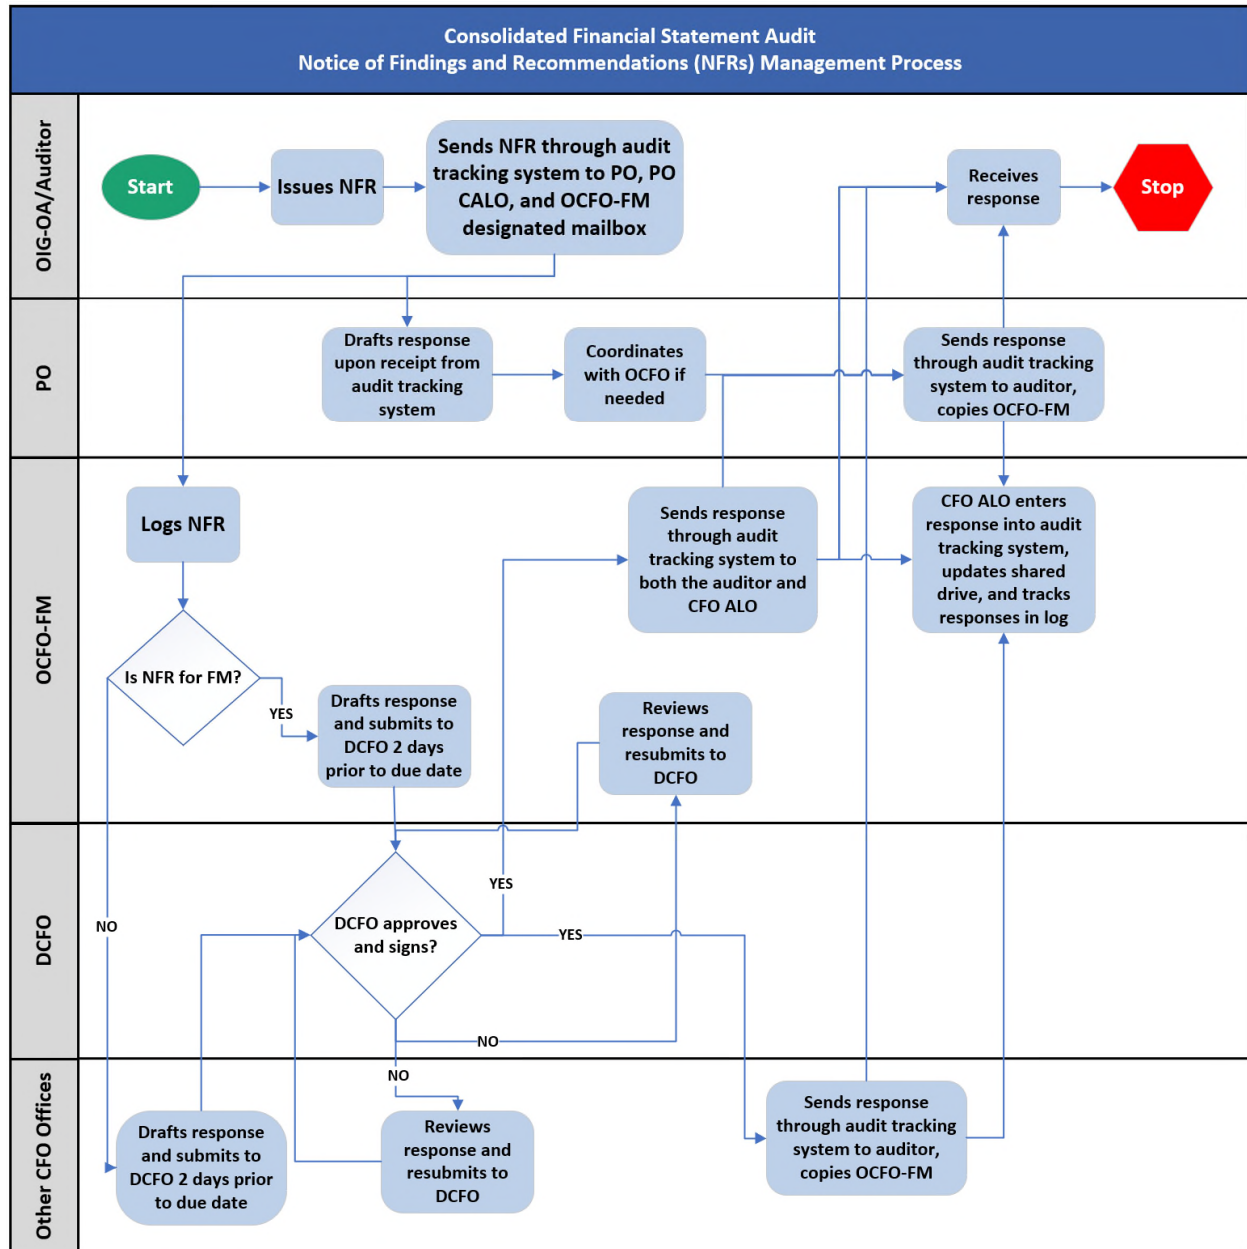 Consolidated Financial Statement Audit
Notice of Findings and Recommendations (NFRs) Management Process
OIG-OA/Auditor
Start
Issues NFR
Sends NFR through audit
tracking system to PO, PO
CALO, and OCFO-FM
designated mailbox
Receives
response
Stop
PO
Drafts response
upon receipt from
audit tracking
system
Coordinates
with OCFO if
needed
Sends response
through audit tracking
system to auditor,
copies OCFO-FM
OCFO-FM
Logs NFR
Sends response
through audit
tracking system to
both the auditor and
CFO ALO
CFO ALO enters
response into audit
tracking system,
updates shared
drive, and tracks
responses in log
Is NFR for FM?
YES
Drafts response
and submits to
DCFO 2 days
prior to due date
Reviews
response and
resubmits to
DCFO
DCFO
NO
DCFO approves
and signs?
YES
YES
NO
Other CFO Offices
NO
Drafts response
and submits to
DCFO 2 days prior
to due date
Reviews
response and
resubmits to
DCFO
Sends response
through audit tracking
system to auditor,
copies OCFO-FM